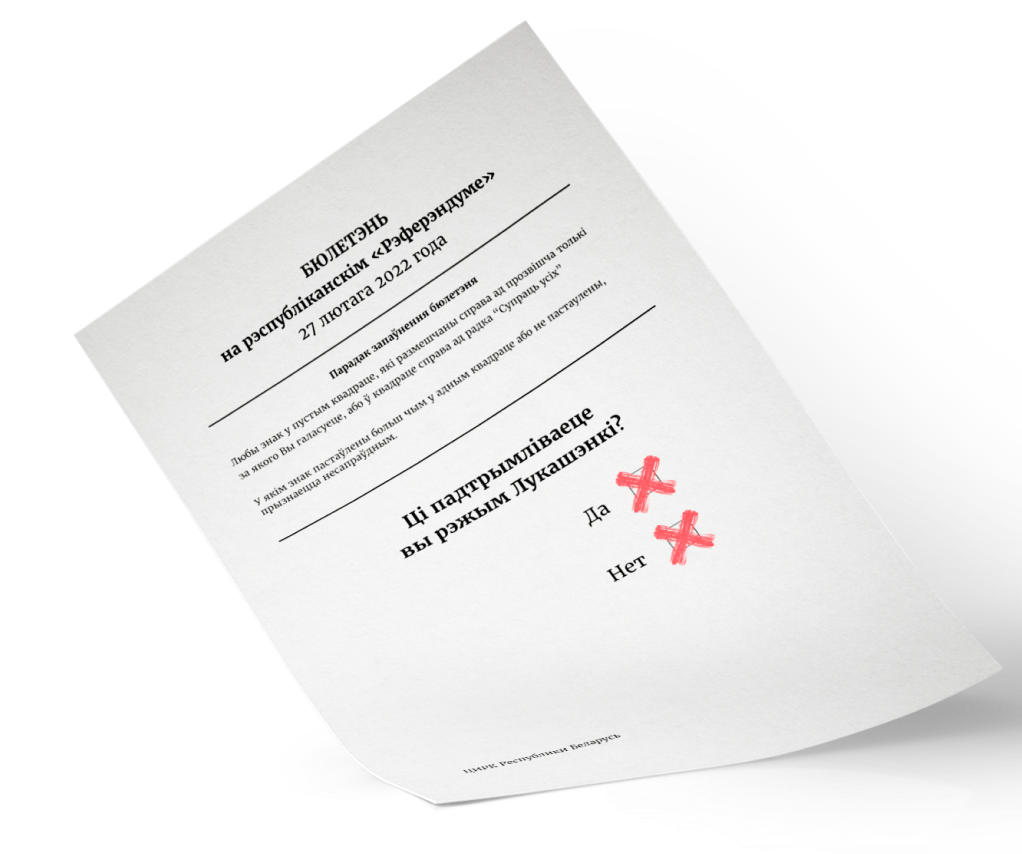 БЮЛЕТЭНЬ
на рэспубліканскім «Рэферэндуме»
27 лютага 2022 года
Парадак запаўнення бюлетэня
Любы знак у пустым квадраце, які размешчаны справа ад прозвішча толькі
за якого Вы галасуеце, або ў квадраце справа ад радка “Супраць усіх”
У якім знак пастаўлены больш чым у адным квадраце або не пастаўлены,
прызнаецца несапраўдным.
Ці падтрымліваеце
вы рэжым Лукашэнкі?
Да
Нет
ЦИРК Республики Беларусь